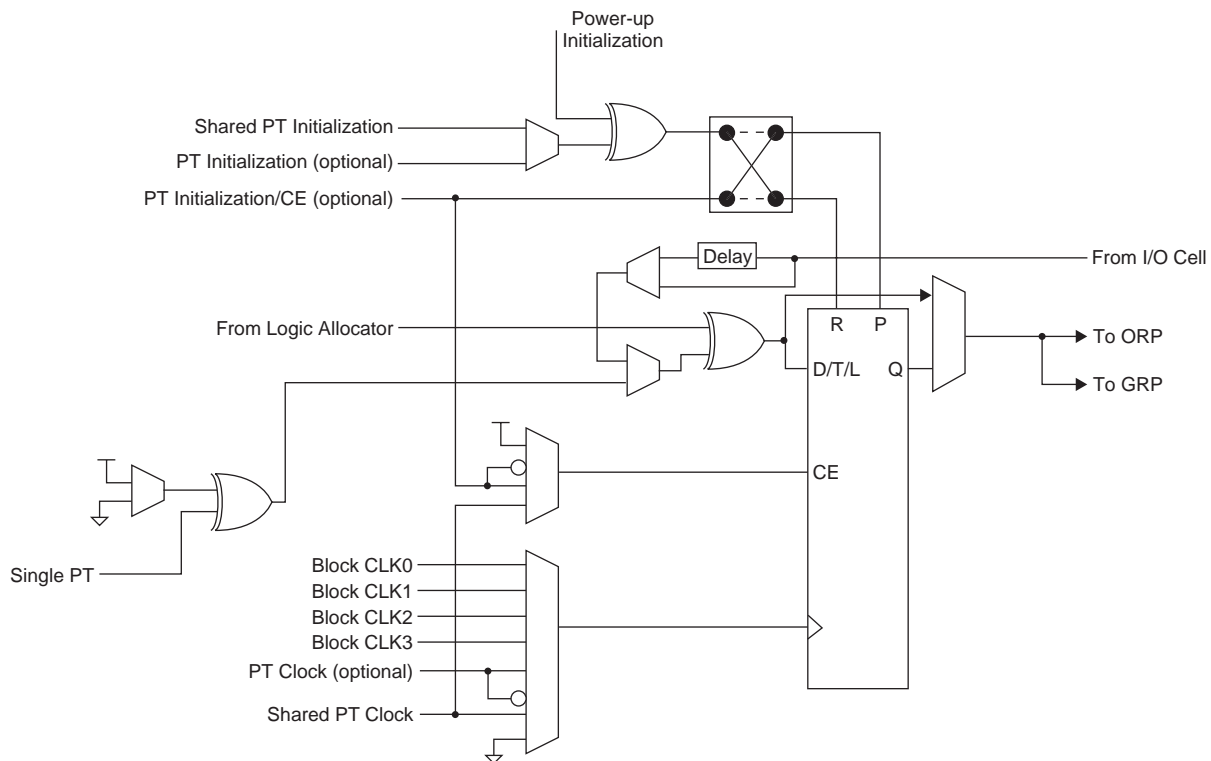 Power-up
Initialization
Shared PT Initialization
PT Initialization (optional)
PT Initialization/CE (optional)
Delay
From I/O Cell
From Logic Allocator
R
P
To ORP
D/T/L
Q
To GRP
CE
Single PT
Block CLK0
Block CLK1
Block CLK2
Block CLK3
PT Clock (optional)
Shared PT Clock